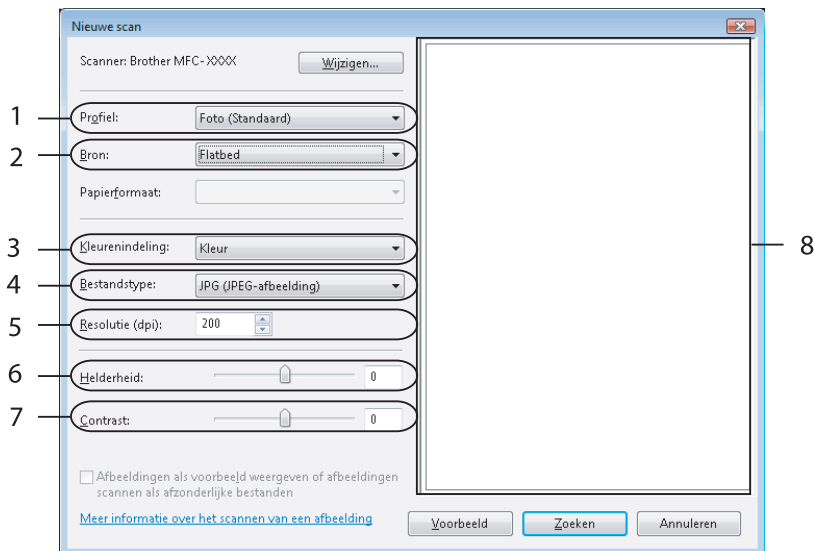 Nieuwe scan
Scanner: Brother MFC-XXXX
Wijzigen...
1
Profiel:
Foto (Standaard)
2
Bron:
Flatbed
Papierformaat:
3
Kleurenindeling:
Kleur
4
Bestandstype:
JPG (JPEG-afbeelding)
5
Resolutie (dpi):
200
6
Helderheid:
0
7
Contrast:
0
8
Afbeeldingen als voorbeeld weergeven of afbeeldingen
scannen als afzonderlijke bestanden
Meer informatie over het scannen van een afbeelding
Voorbeeld
Zoeken
Annuleren